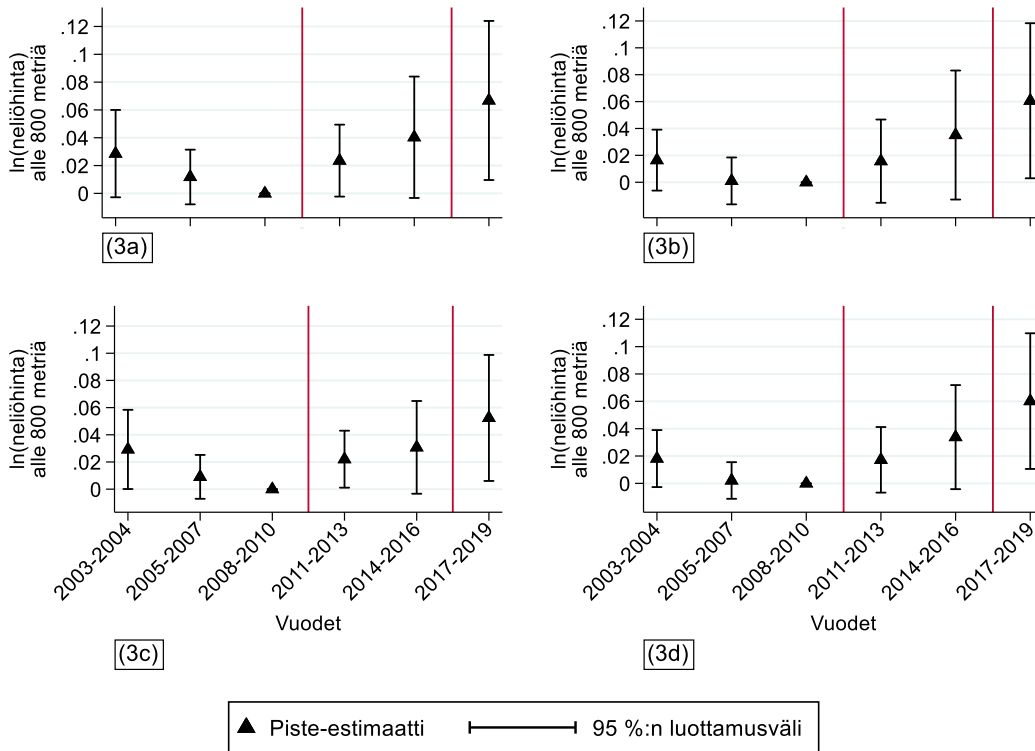 ln(neliöhinta)
alle 800 metriä
.12
.1
.08
.06
.04
.02
0
(3a)
ln(neliöhinta)
alle 800 metriä
.12
.1
.08
.06
.04
.02
0
(3b)
ln(neliöhinta)
alle 800 metriä
.12
.1
.08
.06
.04
.02
0
2003-2004
2005-2007
2008-2010
2011-2013
2014-2016
2017-2019
Vuodet
(3c)
ln(neliöhinta)
alle 800 metriä
.12
.1
.08
.06
.04
.02
0
2003-2004
2005-2007
2008-2010
2011-2013
2014-2016
2017-2019
Vuodet
(3d)
Piste-estimaatti
95 %:n luottamusväli